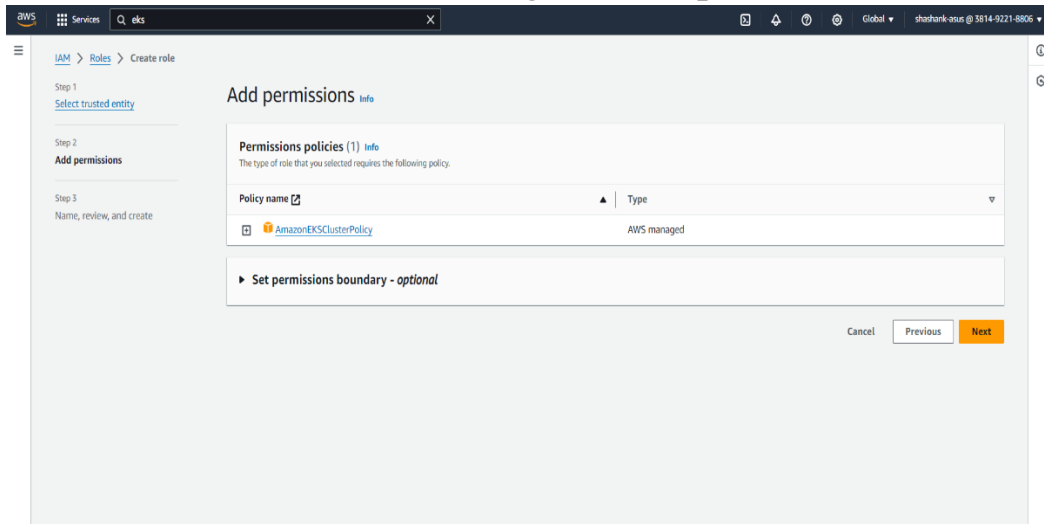 aws Services eks Global shashank-asus @ 3814-9221-8806
IAM > Roles > Create role
Step 1
Select trusted entity
Step 2
Add permissions
Step 3
Name, review, and create
Add permissions Info
Permissions policies (1) Info
The type of role that you selected requires the following policy.
Policy name Type
AmazonEKSClusterPolicy AWS managed
Set permissions boundary - optional
Cancel Previous Next